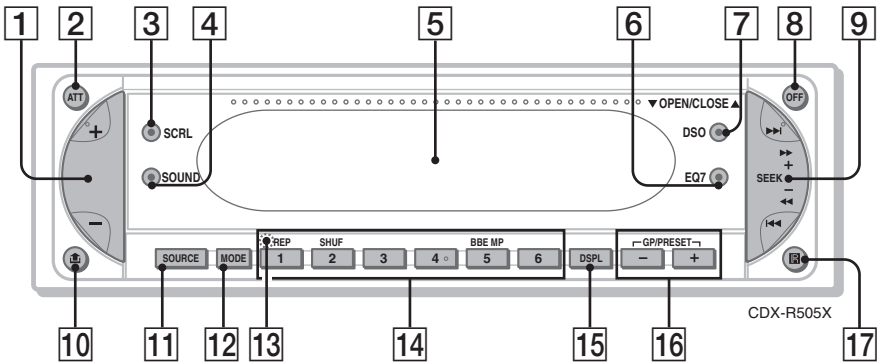 1 2 3 4 5 6 7 8 9
ATT OFF
▼OPEN/CLOSE▲
+ SCRL DSO
SOUND EQ7 SEEK + −
−
REP SHUF BBE MP GP/PRESET
SOURCE MODE 1 2 3 4 5 6 DSPL − +
CDX-R505X
10 11 12 13 14 15 16 17